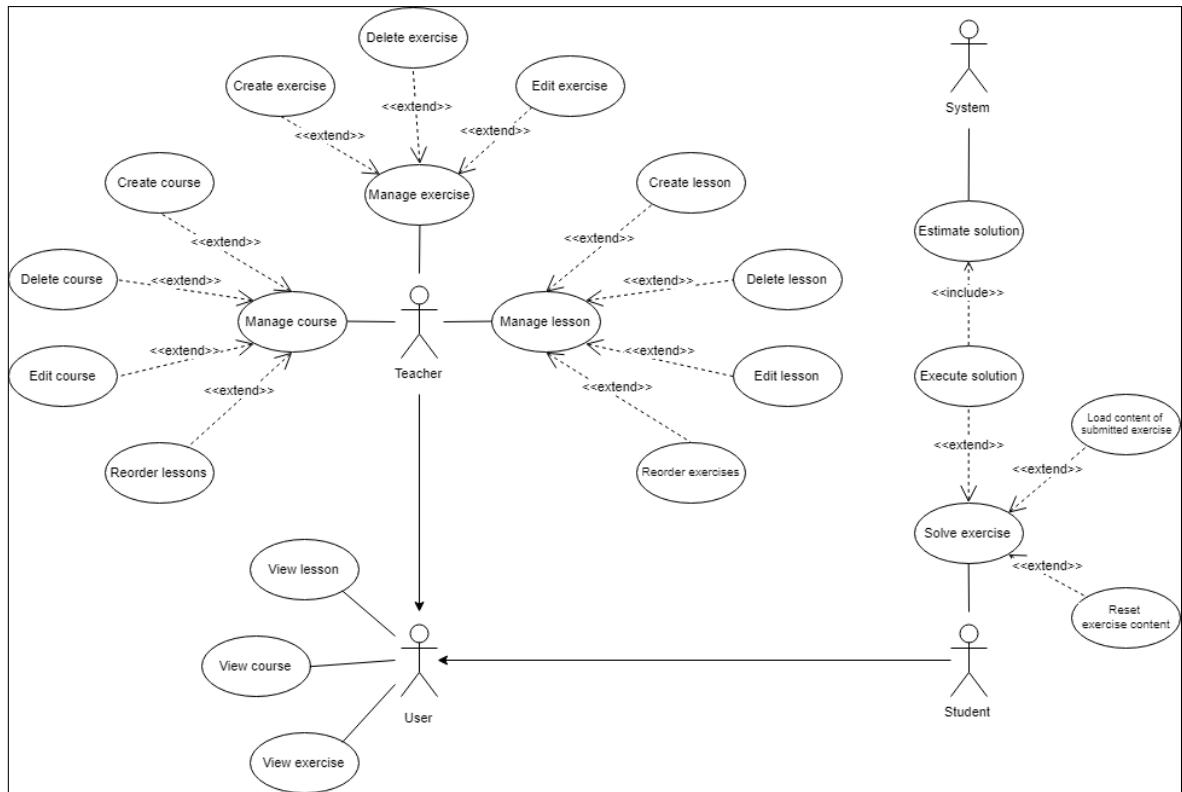 Delete exercise
Create exercise
Edit exercise
<<extend>>
<<extend>>
<<extend>>
System
Create course
Manage exercise
Create lesson
<<extend>>
<<extend>>
Estimate solution
Delete course
<<extend>>
<<extend>>
Delete lesson
<<include>>
Manage course
Manage lesson
<<extend>>
<<extend>>
Edit course
Teacher
Edit lesson
Execute solution
<<extend>>
<<extend>>
Load content of
submitted exercise
<<extend>>
<<extend>>
Reorder lessons
Reorder exercises
Solve exercise
View lesson
<<extend>>
Reset
exercise content
View course
User
Student
View exercise